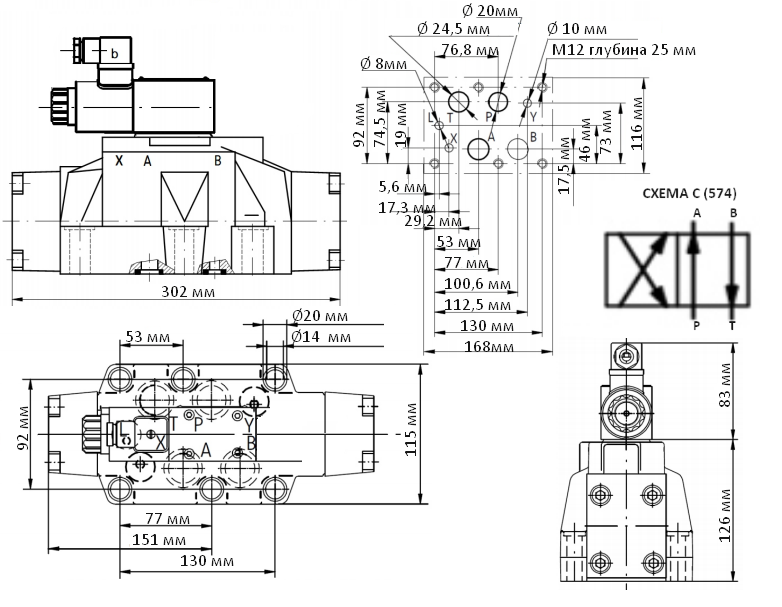 b
X A B
302 мм
Ø 20мм
Ø 24,5 мм
Ø 10 мм
76,8 мм
М12 глубина 25 мм
Ø 8мм
92 мм
74,5 мм
19 мм
L T P Y
X A B
46 мм
73 мм
116 мм
17,5 мм
5,6 мм
17,3 мм
29,2 мм
53 мм
77 мм
100,6 мм
112,5 мм
130 мм
168мм
СХЕМА С (574)
А В
Р Т
Ø20 мм
Ø14 мм
53 мм
92 мм
T P Y
X A B
115 мм
77 мм
151 мм
130 мм
83 мм
126 мм